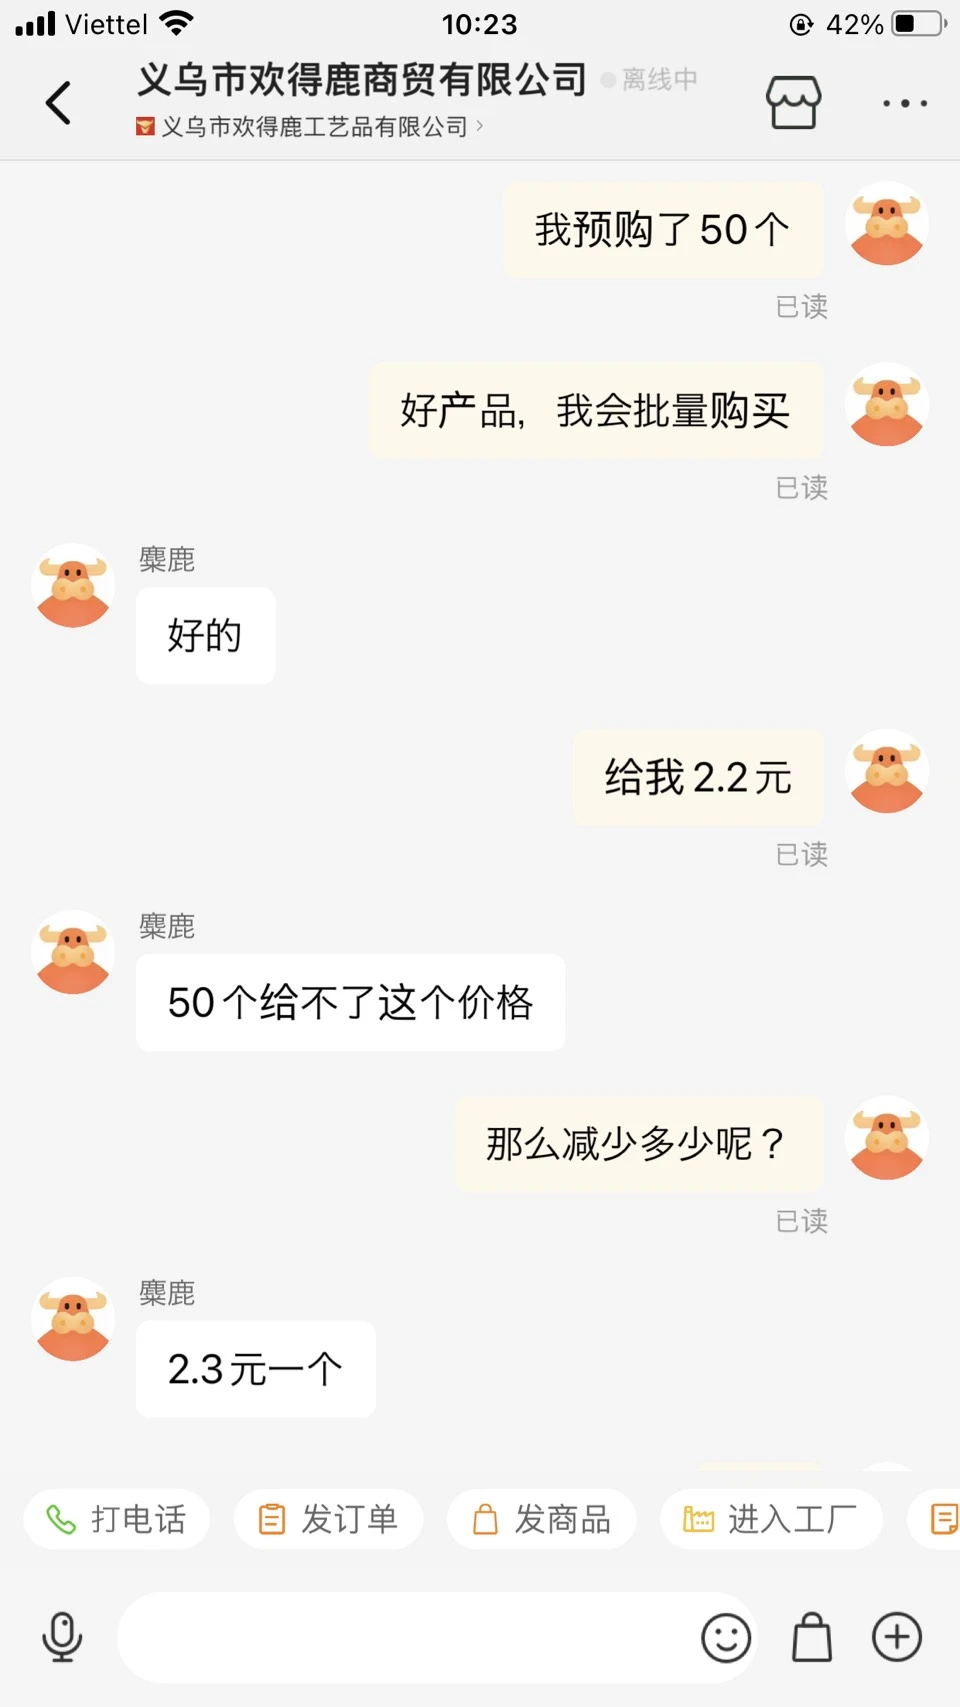 Viettel 10:23 42%
义乌市欢得鹿商贸有限公司 离线中
义乌市欢得鹿工艺品有限公司
我预购了50个
已读
好产品，我会批量购买
已读
麋鹿
好的
给我2.2元
已读
麋鹿
50个给不了这个价格
那么减少多少呢？
已读
麋鹿
2.3元一个
打电话 发订单 发商品 进入工厂